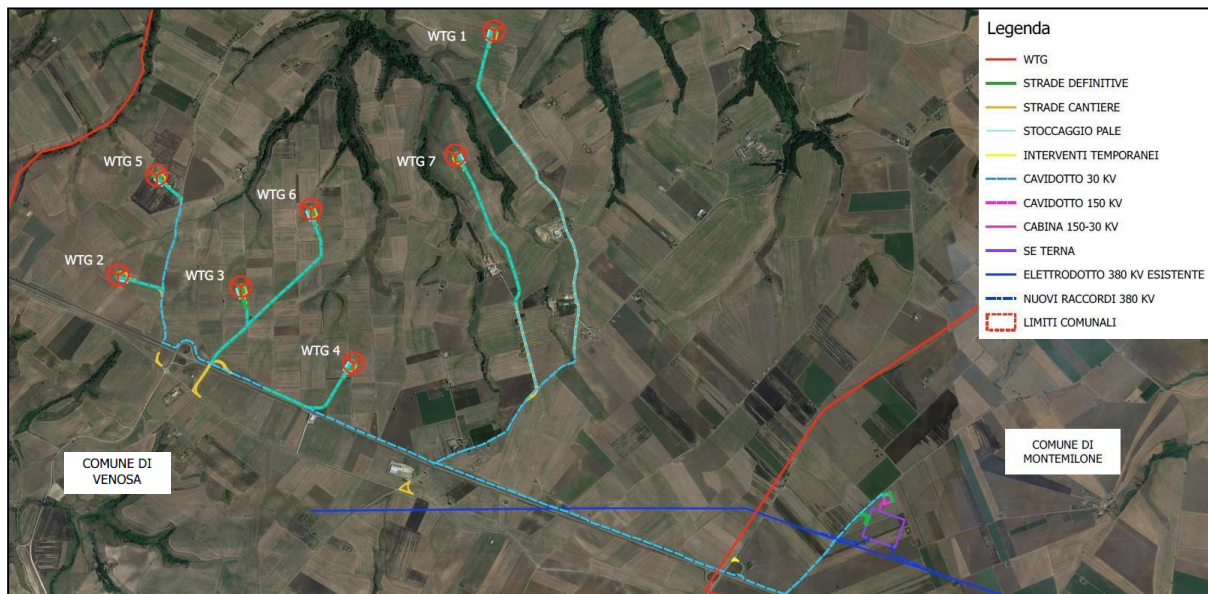 WTG 1
WTG 5
WTG 7
WTG 6
WTG 2
WTG 3
WTG 4
COMUNE DI
VENOSA
COMUNE DI
MONTEMILONE
Legenda
WTG
STRADE DEFINITIVE
STRADE CANTIERE
STOCCAGGIO PALE
INTERVENTI TEMPORANEI
CAVIDOTTO 30 KV
CAVIDOTTO 150 KV
CABINA 150-30 KV
SE TERNA
ELETTRODOTTO 380 KV ESISTENTE
NUOVI RACCORDI 380 KV
LIMITI COMUNALI